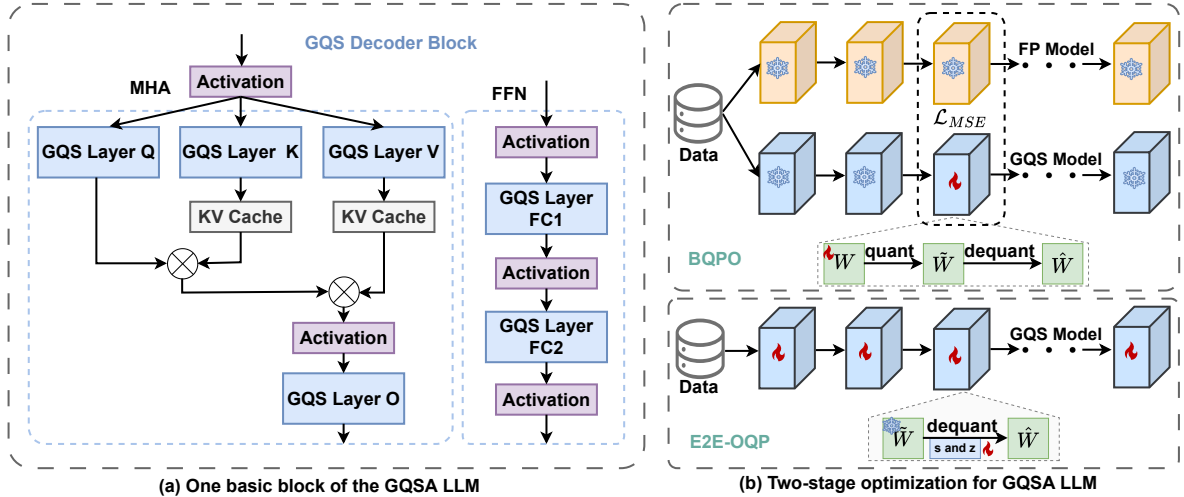 GQS Decoder Block
Activation
MHA
GQS Layer Q
GQS Layer K
GQS Layer V
KV Cache
KV Cache
Activation
GQS Layer O
FFN
Activation
GQS Layer
FC1
Activation
GQS Layer
FC2
Activation
(a) One basic block of the GQSA LLM
FP Model
Data
ℒ_MSE
GQS Model
BQPO
W
quant
W̃
dequant
Ŵ
GQS Model
Data
E2E-OQP
W̃
dequant
s and z
Ŵ
(b) Two-stage optimization for GQSA LLM